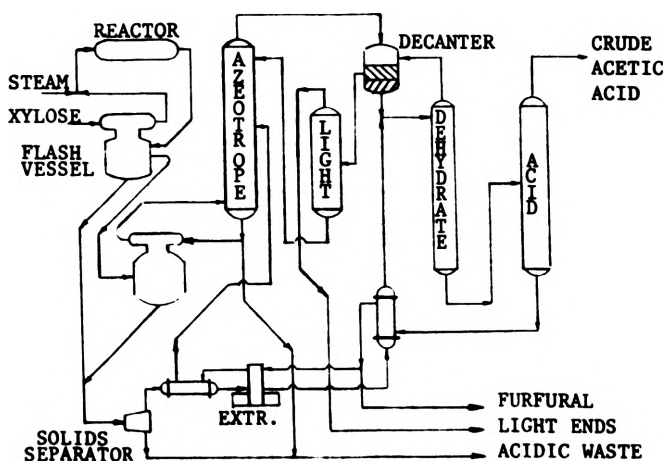 REACTOR
STEAM
XYLOSE
FLASH
VESSEL
AZEOTROPE
LIGHT
DECANTER
DEHYDRATE
ACID
CRUDE
ACETIC
ACID
EXTR.
SOLIDS
SEPARATOR
FURFURAL
LIGHT ENDS
ACIDIC WASTE